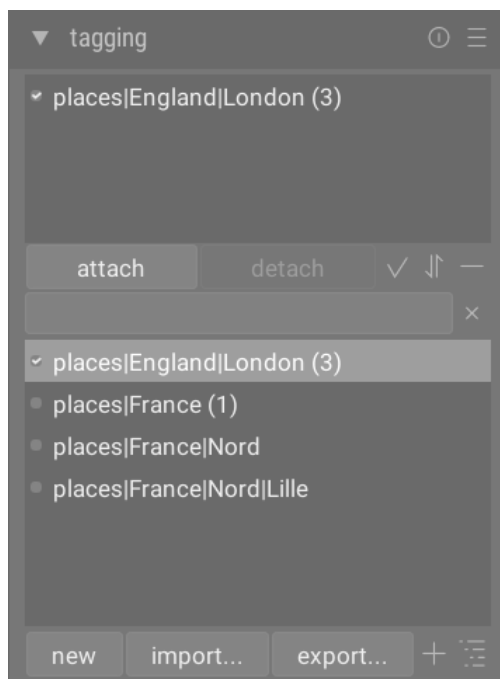 tagging
places|England|London (3)
attach detach
places|England|London (3)
places|France (1)
places|France|Nord
places|France|Nord|Lille
new import... export...